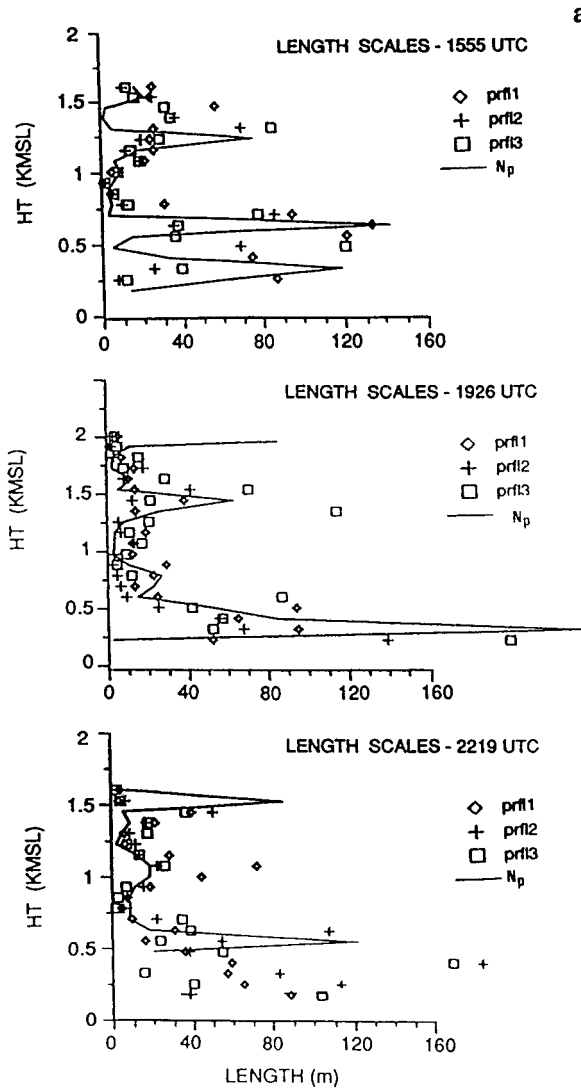 a
LENGTH SCALES - 1555 UTC
prfl1
prfl2
prfl3
Np
HT (KMSL)
2
1.5
1
0.5
0
0 40 80 120 160
LENGTH SCALES - 1926 UTC
prfl1
prfl2
prfl3
Np
HT (KMSL)
2
1.5
1
0.5
0
0 40 80 120 160
LENGTH SCALES - 2219 UTC
prfl1
prfl2
prfl3
Np
HT (KMSL)
2
1.5
1
0.5
0
0 40 80 120 160
LENGTH (m)